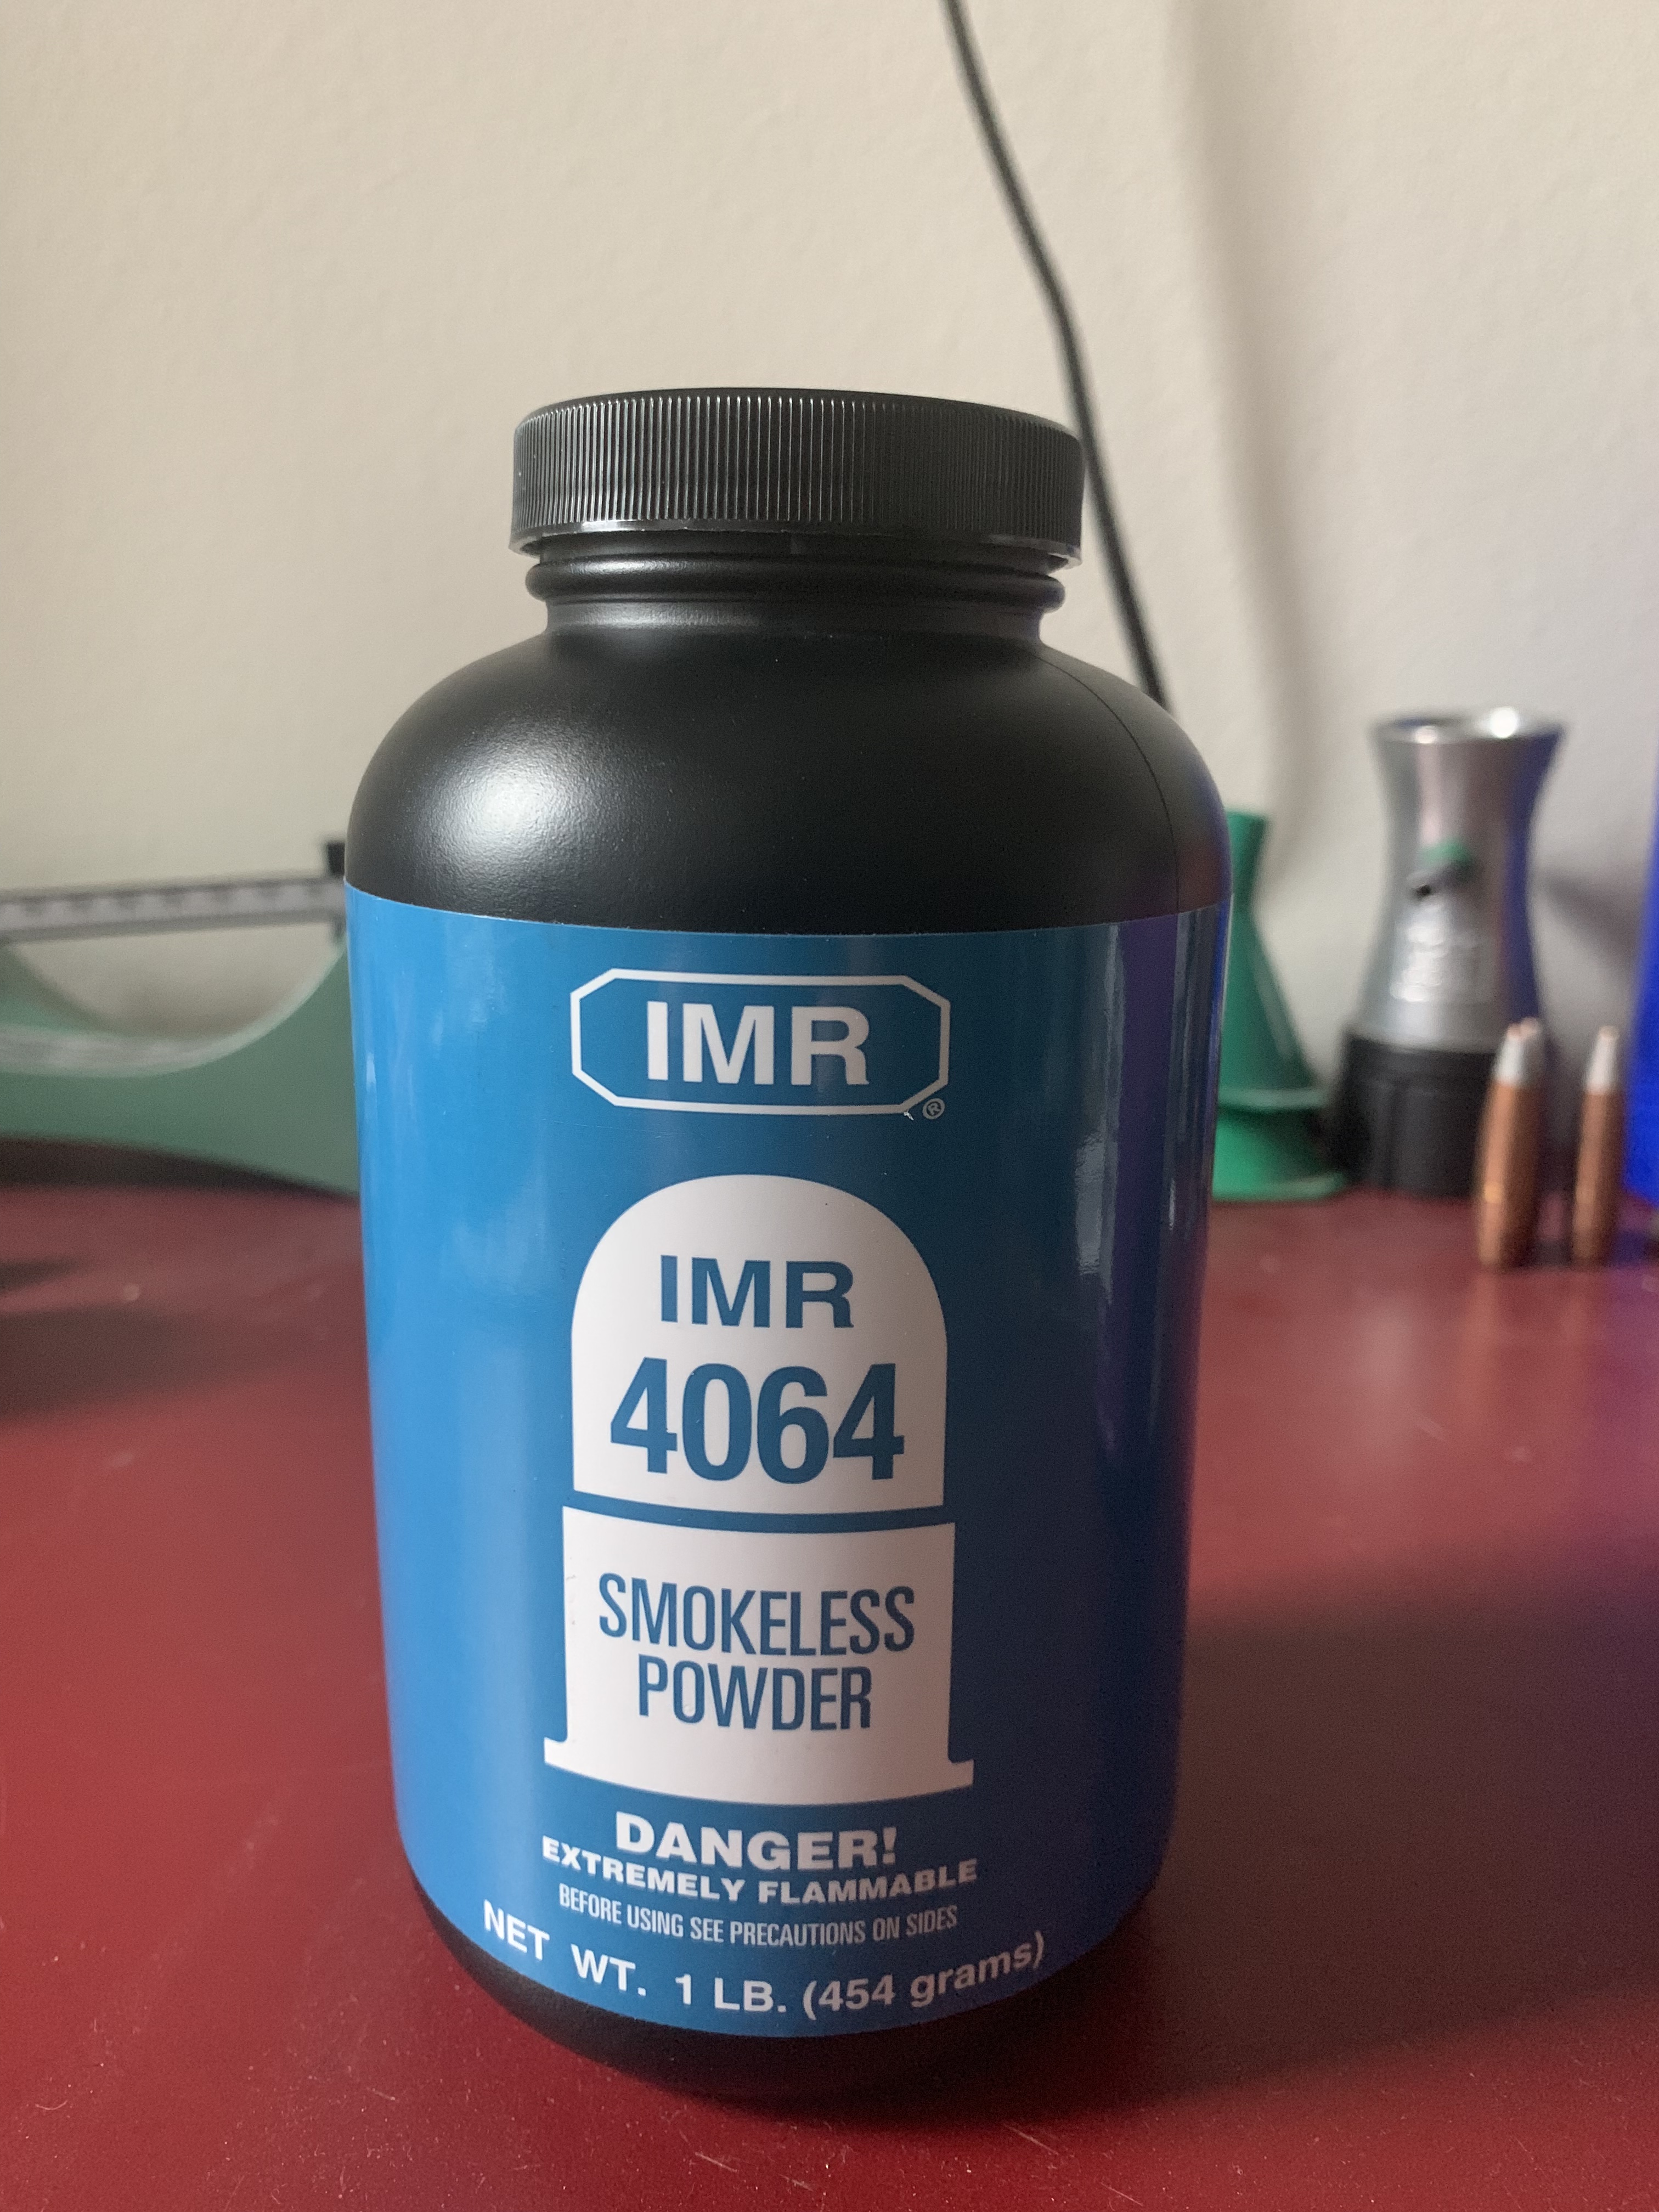 IMR
®
IMR
4064
SMOKELESS
POWDER
DANGER!
EXTREMELY FLAMMABLE
BEFORE USING SEE PRECAUTIONS ON SIDES
NET WT. 1 LB. (454 grams)